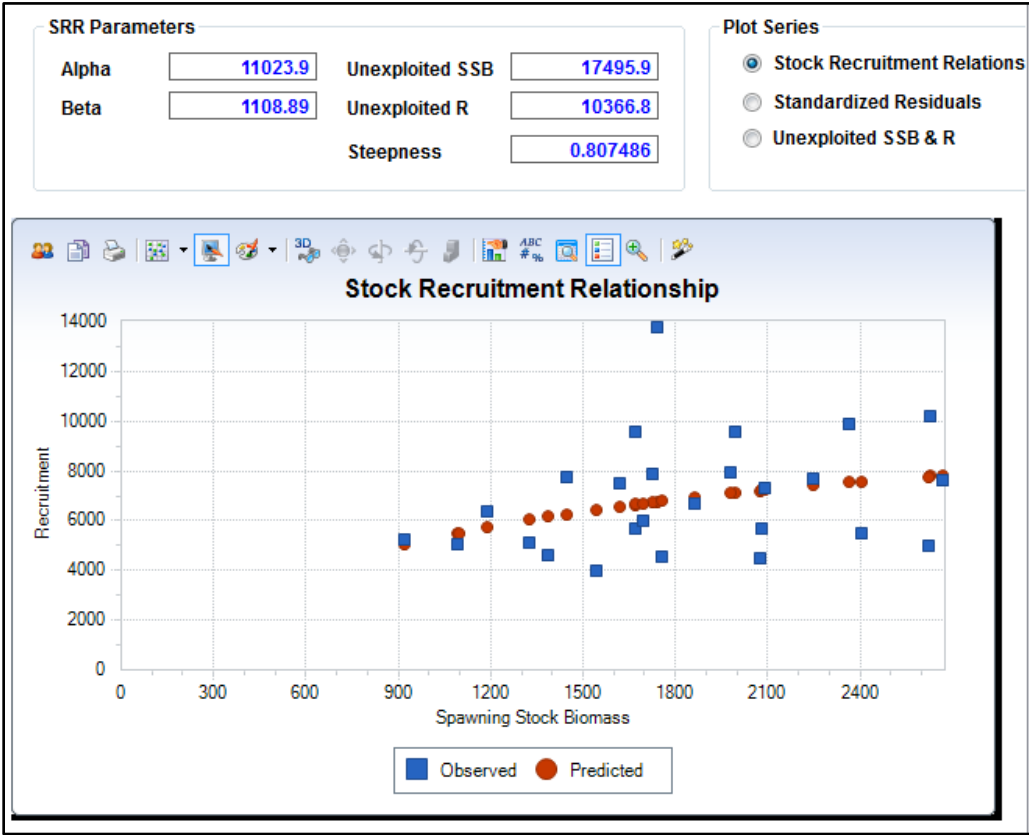 SRR Parameters
Alpha 11023.9 Unexploited SSB 17495.9
Beta 1108.89 Unexploited R 10366.8
Steepness 0.807486
Plot Series
Stock Recruitment Relations
Standardized Residuals
Unexploited SSB & R
3D
ABC
#%
Stock Recruitment Relationship
14000
12000
10000
8000
6000
4000
2000
0
Recruitment
0 300 600 900 1200 1500 1800 2100 2400
Spawning Stock Biomass
Observed Predicted